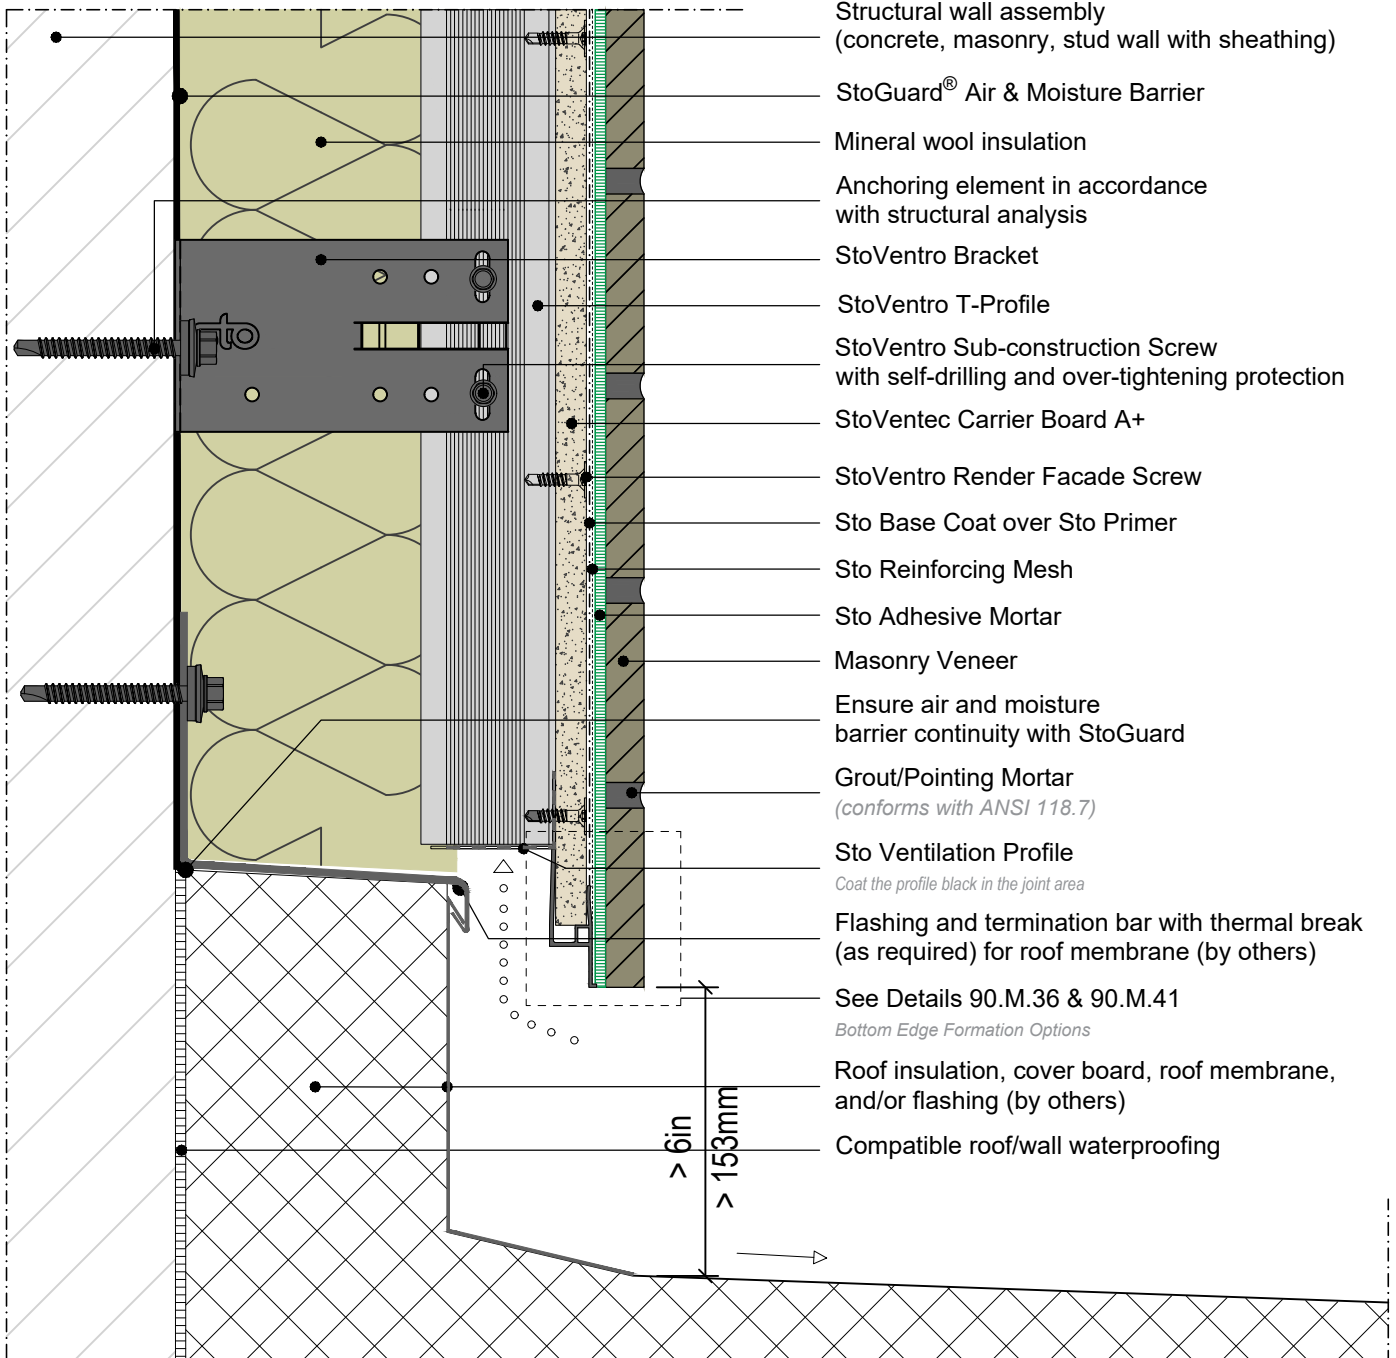 Structural wall assembly
(concrete, masonry, stud wall with sheathing)
StoGuard® Air & Moisture Barrier
Mineral wool insulation
Anchoring element in accordance
with structural analysis
StoVentro Bracket
StoVentro T-Profile
StoVentro Sub-construction Screw
with self-drilling and over-tightening protection
StoVentec Carrier Board A+
StoVentro Render Facade Screw
Sto Base Coat over Sto Primer
Sto Reinforcing Mesh
Sto Adhesive Mortar
Masonry Veneer
Ensure air and moisture
barrier continuity with StoGuard
Grout/Pointing Mortar
(conforms with ANSI 118.7)
Sto Ventilation Profile
Coat the profile black in the joint area
Flashing and termination bar with thermal break
(as required) for roof membrane (by others)
See Details 90.M.36 & 90.M.41
Bottom Edge Formation Options
Roof insulation, cover board, roof membrane,
and/or flashing (by others)
Compatible roof/wall waterproofing
> 6in
> 153mm